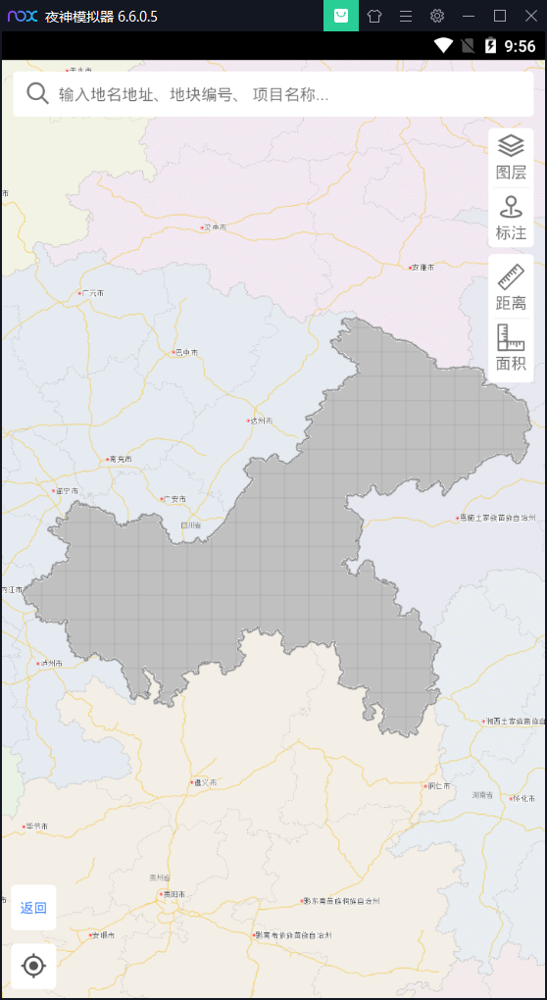 nox 夜神模拟器 6.6.0.5
9:56
输入地名地址、地块编号、 项目名称...
图层
标注
安康市
广元市
距离
巴中市
面积
达州市
南充市
遂宁市
广安市
恩施土家族苗族自治州
四川省
内江市
泸州市
湘西土家族苗族自
遵义市
铜仁市
湖南省
怀化市
毕节市
贵州省
贵阳市
黔东南苗族侗族自治州
返回
安顺市
黔南布依族苗族自治州